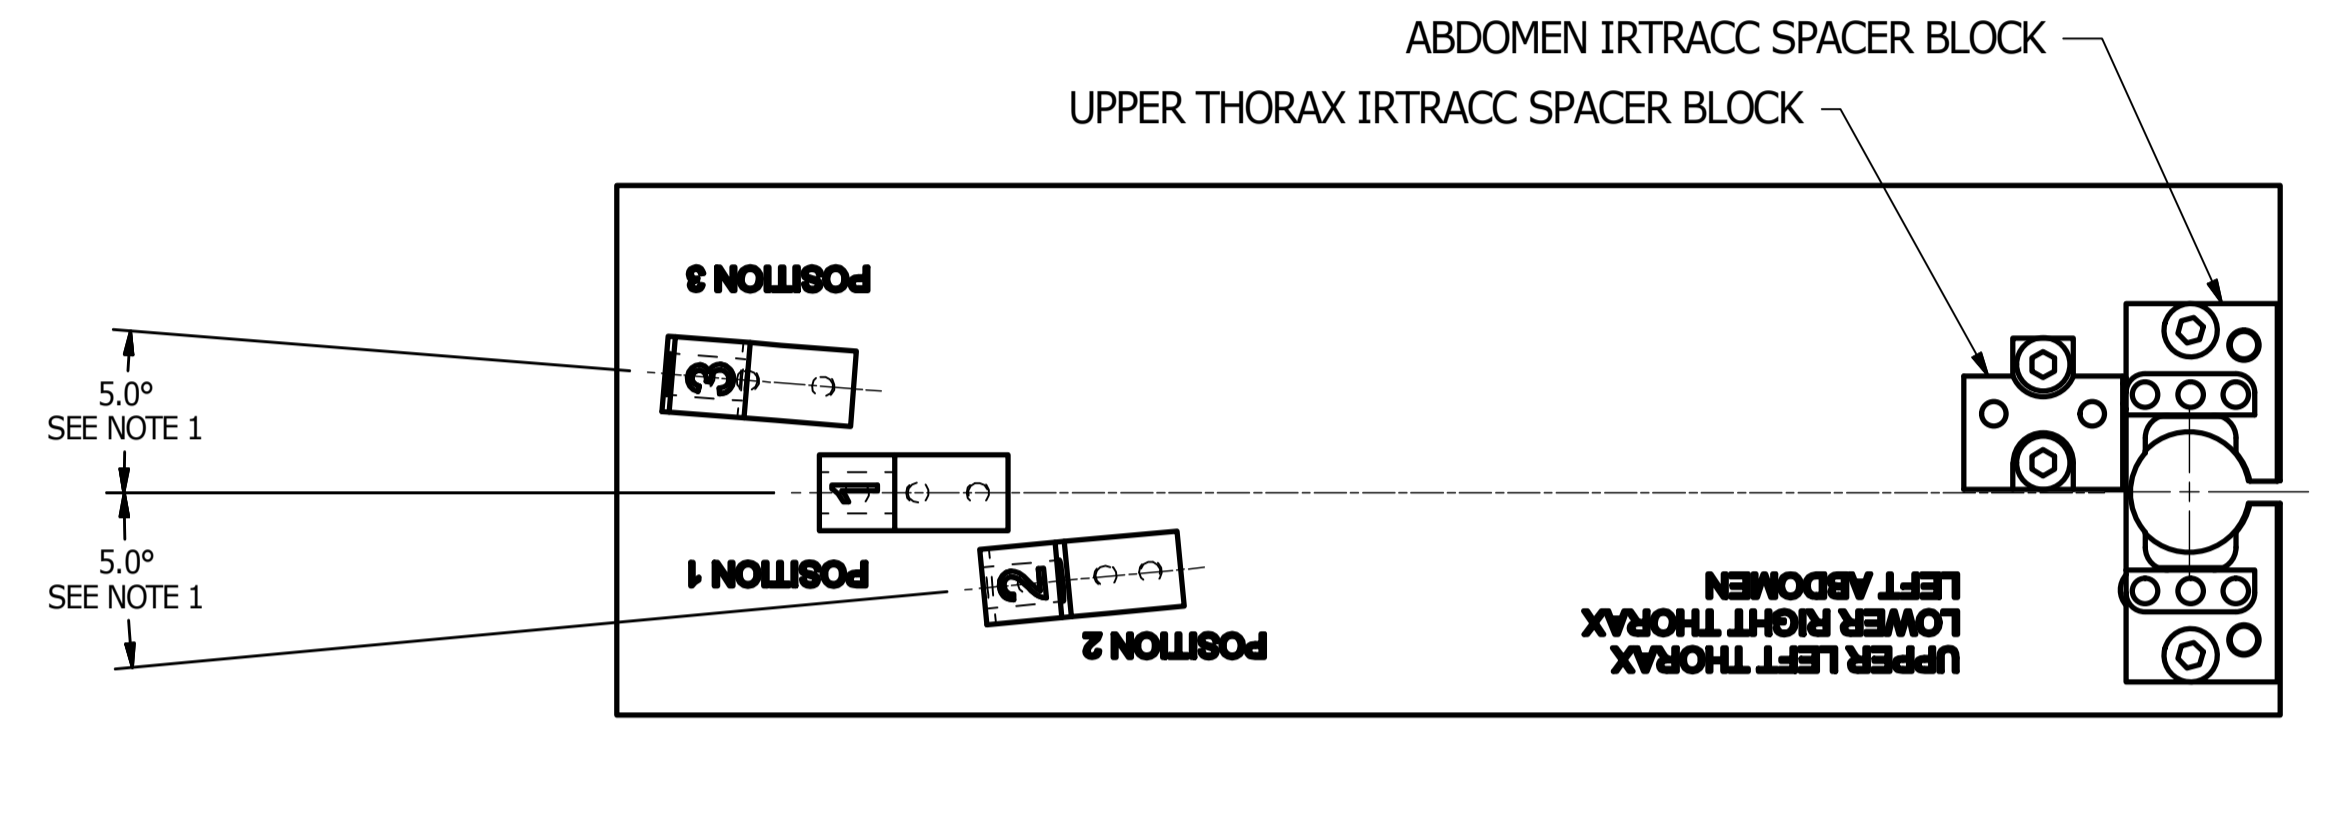 ABDOMEN IRTRACC SPACER BLOCK
UPPER THORAX IRTRACC SPACER BLOCK
POSITION 3
3
5.0°
SEE NOTE 1
1
5.0°
SEE NOTE 1
POSITION 1
2
POSITION 2
UPPER LEFT THORAX
LOWER RIGHT THORAX
LEFT ABDOMEN